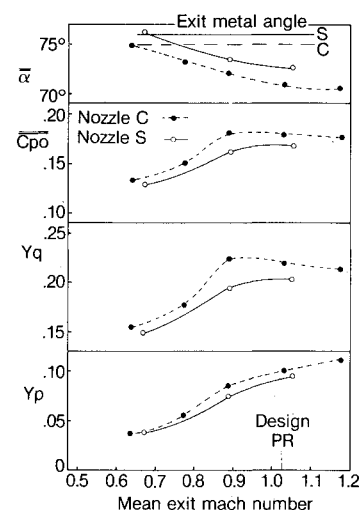 Exit metal angle
S
75°
C
α
70°
.20
Cpo
Nozzle C
Nozzle S
.15
.10
.25
Yq
.20
.15
.10
Yp
.05
Design
PR
0
0.5 0.6 0.7 0.8 0.9 1.0 1.1 1.2
Mean exit mach number